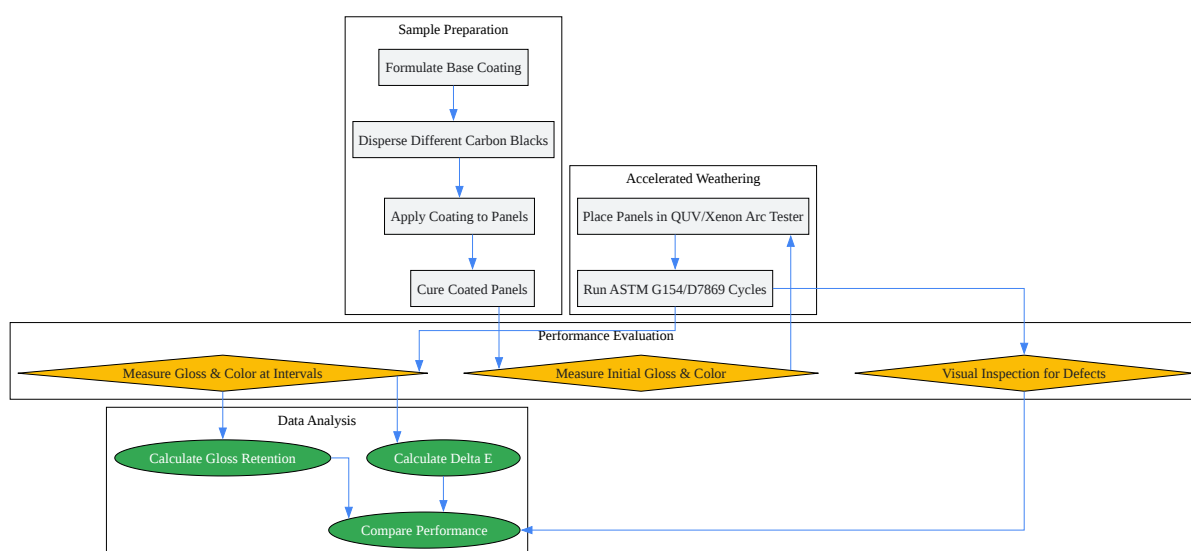 Sample Preparation
Formulate Base Coating
Disperse Different Carbon Blacks
Accelerated Weathering
Apply Coating to Panels
Place Panels in QUV/Xenon Arc Tester
Cure Coated Panels
Run ASTM G154/D7869 Cycles
Performance Evaluation
Measure Gloss & Color at Intervals
Measure Initial Gloss & Color
Visual Inspection for Defects
Data Analysis
Calculate Gloss Retention
Calculate Delta E
Compare Performance